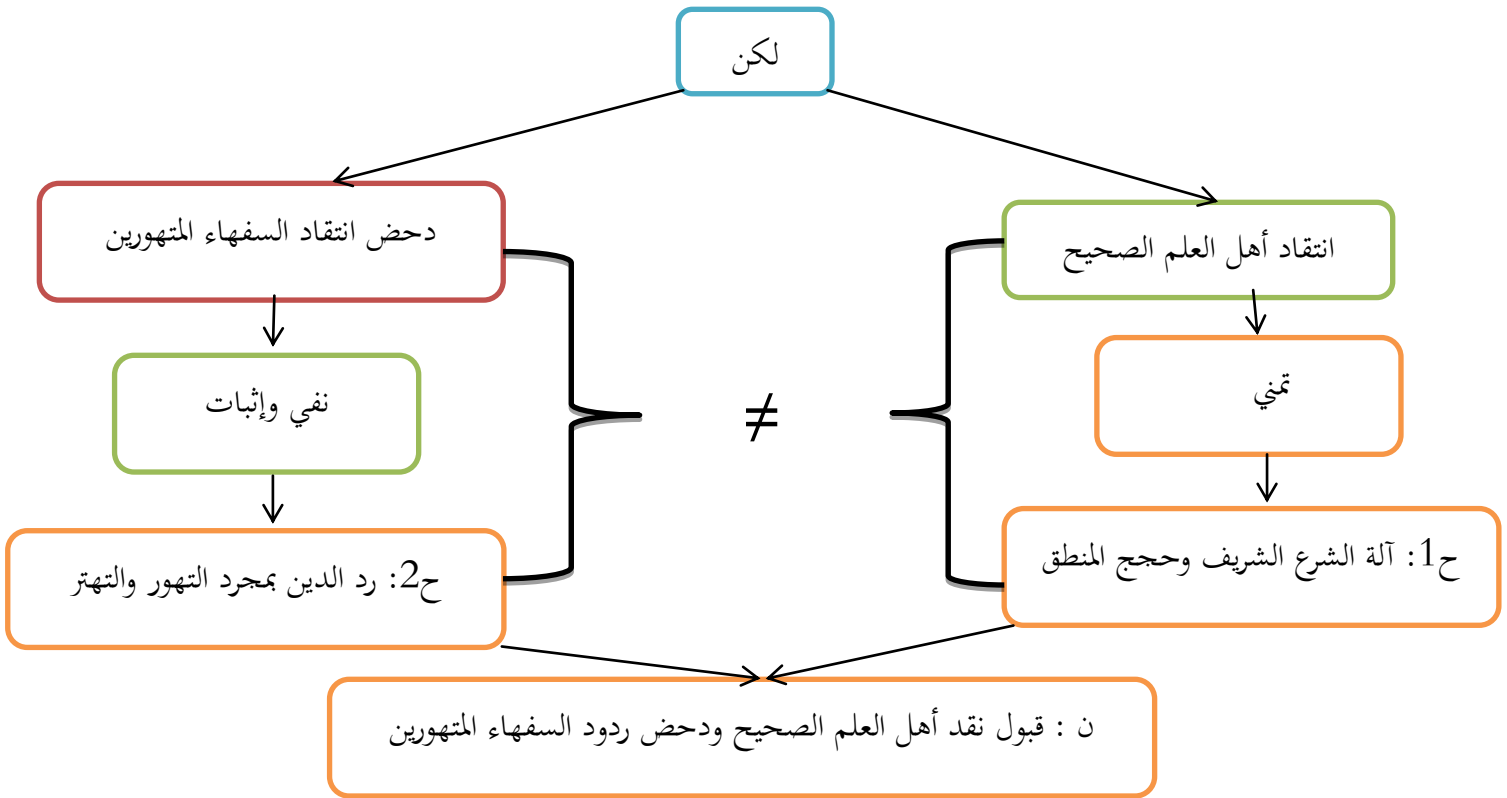 لكن
انتقاد أهل العلم الصحيح
دحض انتقاد السفهاء المتهورين
تمني
نفي وإثبات
≠
ح1: آلة الشرع الشريف وحجج المنطق
ح2: رد الدين بمجرد التهور والتهتر
ن : قبول نقد أهل العلم الصحيح ودحض ردود السفهاء المتهورين